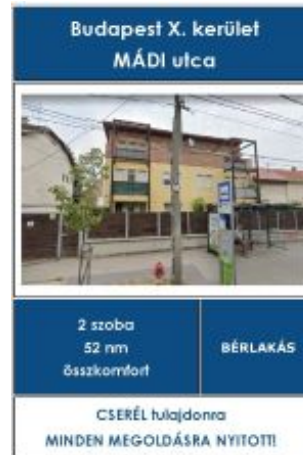 Budapest X. kerület
MÁDI utca
2 szoba
52 nm
összkomfort
BÉRLAKÁS
CSERÉL tulajdonra
MINDEN MEGOLDÁSRA NYITOTT!